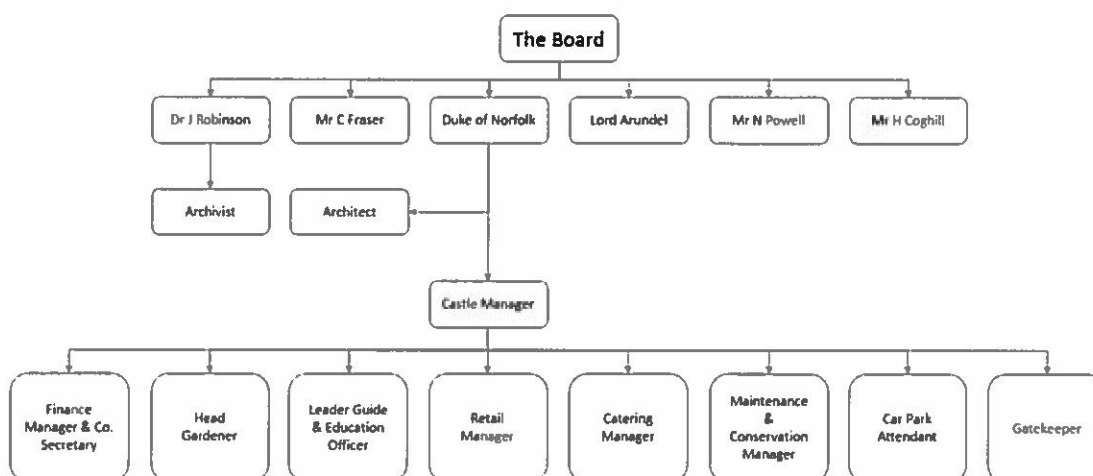 The Board
Dr J Robinson
Mr C Fraser
Duke of Norfolk
Lord Arundel
Mr N Powell
Mr H Coghill
Archivist
Architect
Castle Manager
Finance
Manager & Co.
Secretary
Head
Gardener
Leader Guide
& Education
Officer
Retail
Manager
Catering
Manager
Maintenance
&
Conservation
Manager
Car Park
Attendant
Gatekeeper